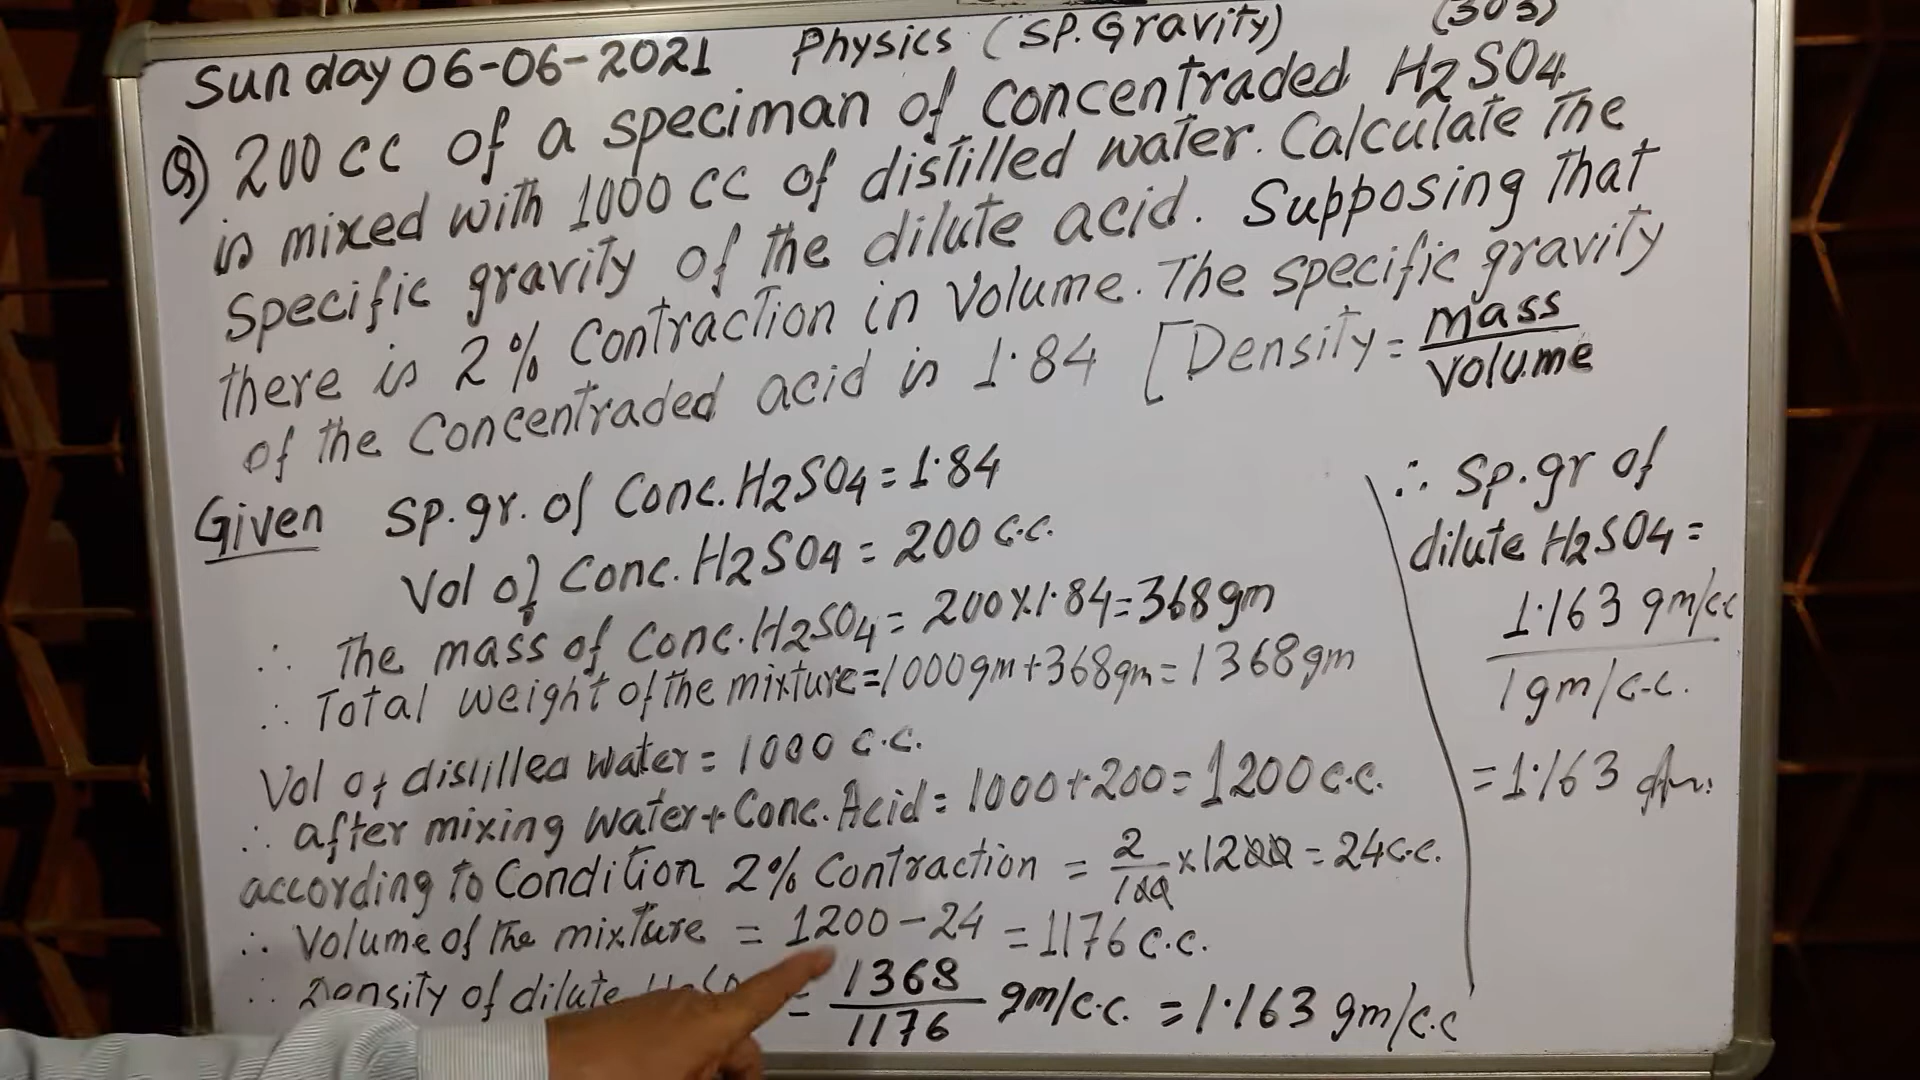 Sunday 06-06-2021 Physics (SP. Gravity) (303)
Q) 200 cc of a speciman of concentraded H2SO4
is mixed with 1000 cc of distilled water. Calculate the
specific gravity of the dilute acid. Supposing that
there is 2% contraction in volume. The specific gravity
of the concentraded acid is 1.84 [Density = mass / volume
Given SP.gr. of Conc. H2SO4 = 1.84
Vol of Conc. H2SO4 = 200 c.c.
∴ The mass of Conc. H2SO4 = 200 x 1.84 = 368 gm
∴ Total weight of the mixture = 1000 gm + 368 gm = 1368 gm
Vol of distilled water = 1000 c.c.
∴ after mixing water + Conc. Acid = 1000 + 200 = 1200 c.c.
according to Condition 2% Contraction = 2/100 x 1200 = 24 c.c.
∴ Volume of the mixture = 1200 - 24 = 1176 c.c.
∴ Density of dilute = 1368/1176 gm/c.c. = 1.163 gm/c.c
∴ SP.gr of
dilute H2SO4 =
1.163 gm/c.c
1 gm/c.c.
= 1.163